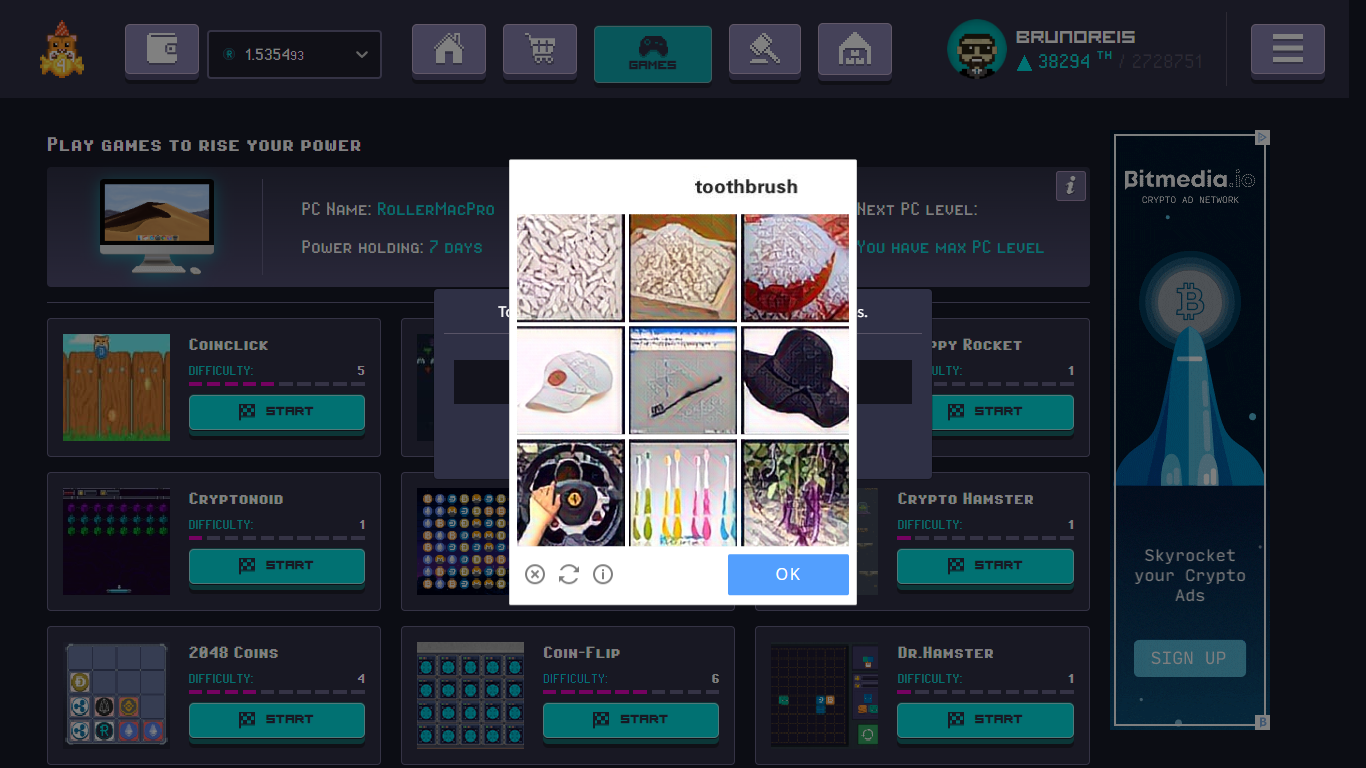 1.535493
GAMES
BRUNOREIS
38294 TH / 2728751
Play games to rise your power
PC Name: RollerMacPro
Next PC level:
Power holding: 7 days
You have max PC level
i
toothbrush
To
s.
OK
Coinclick
Difficulty: 5
START
ppy Rocket
ulty: 1
START
Cryptonoid
Difficulty: 1
START
Crypto Hamster
Difficulty: 1
START
2048 Coins
Difficulty: 4
START
Coin-Flip
Difficulty: 6
START
Dr.Hamster
Difficulty: 1
START
Bitmedia.io
CRYPTO AD NETWORK
Skyrocket
your Crypto
Ads
SIGN UP